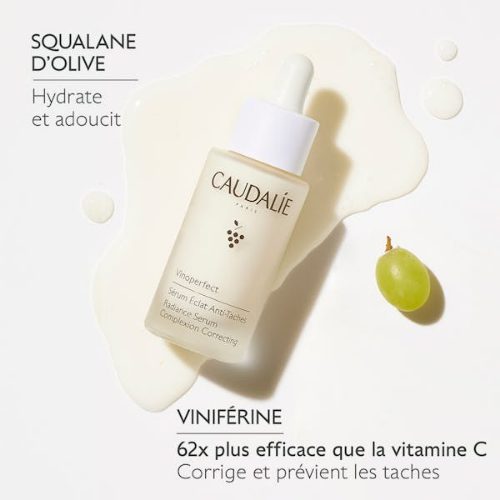 SQUALANE
D'OLIVE
Hydrate
et adoucit
CAUDALÍE
PARIS
Vinoperfect
Sérum Éclat Anti-Taches
Radiance Serum
Complexion Correcting
VINIFÉRINE
62x plus efficace que la vitamine C
Corrige et prévient les taches